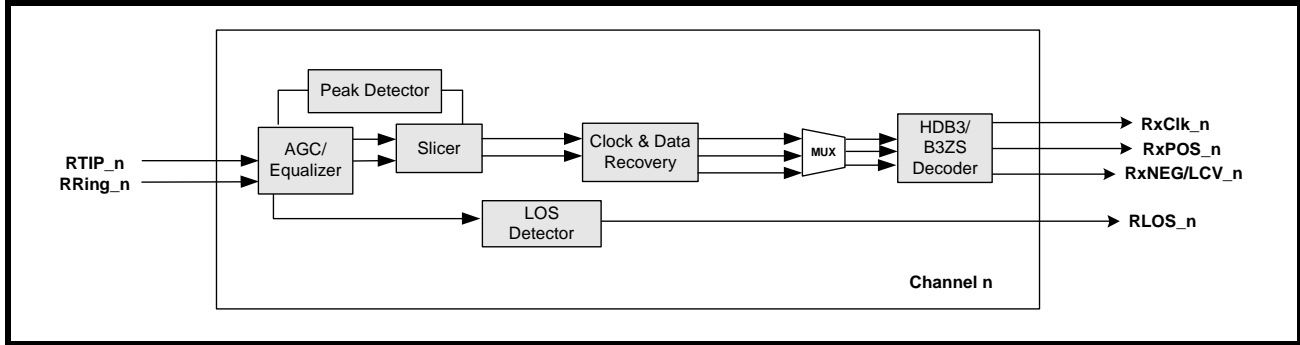 Peak Detector
RTIP_n
RRing_n
AGC/
Equalizer
Slicer
Clock & Data
Recovery
MUX
HDB3/
B3ZS
Decoder
RxClk_n
RxPOS_n
RxNEG/LCV_n
LOS
Detector
RLOS_n
Channel n